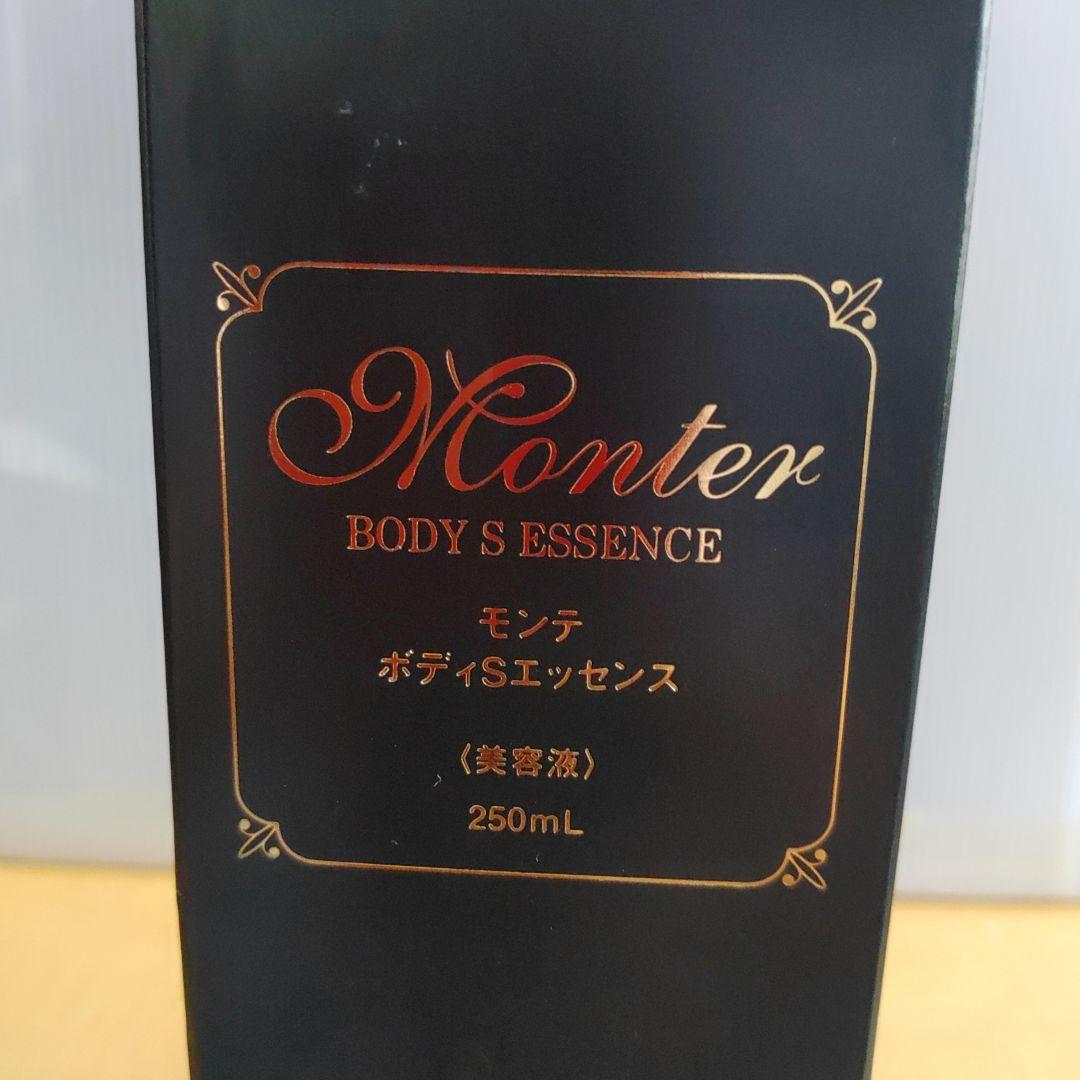 Monter
BODY S ESSENCE
モンテ
ボディSエッセンス
〈美容液〉
250mL